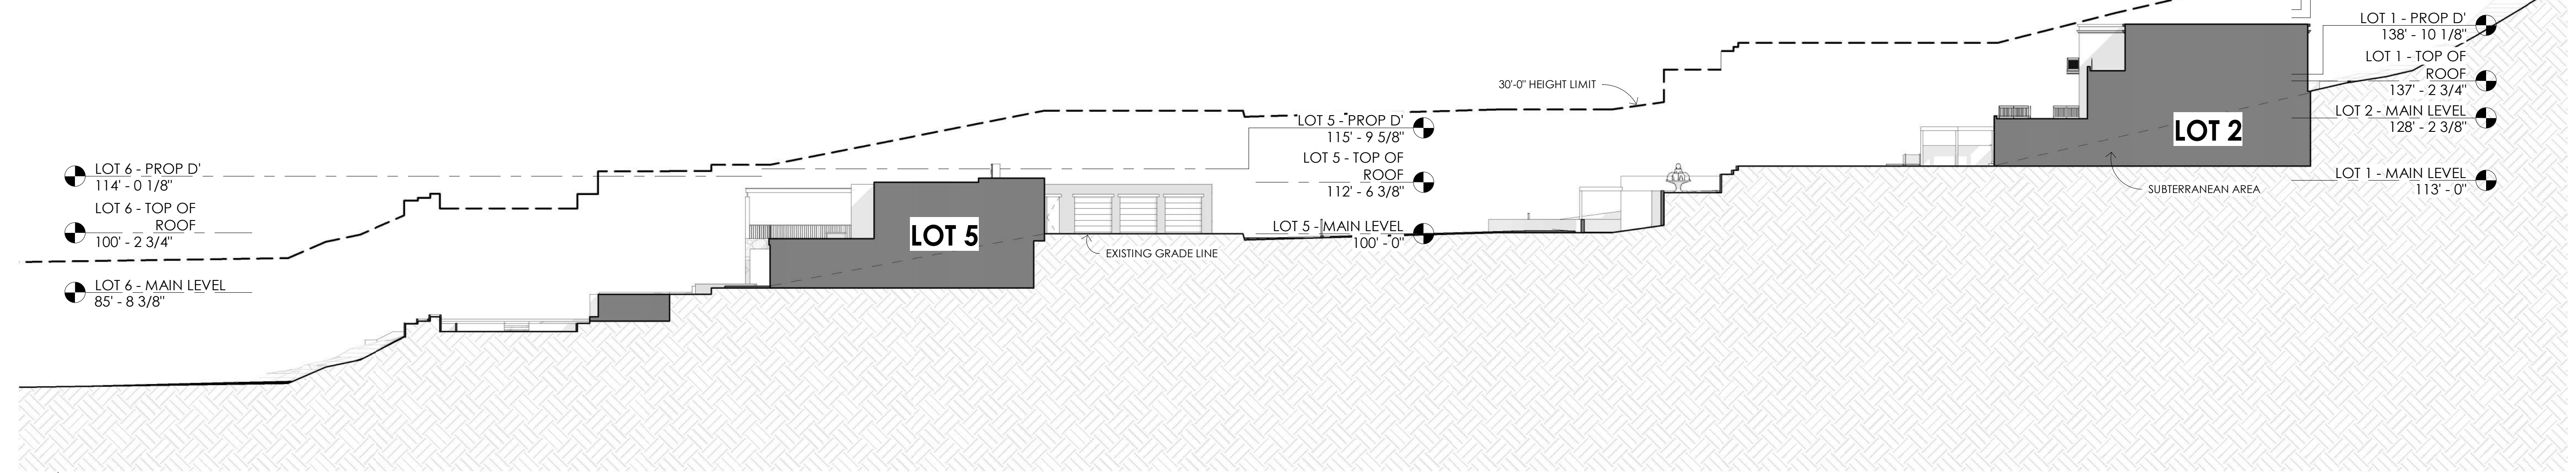 LOT 6 - PROP D'
114' - 0 1/8"
LOT 6 - TOP OF
ROOF
100' - 2 3/4"
LOT 6 - MAIN LEVEL
85' - 8 3/8"
LOT 5
EXISTING GRADE LINE
LOT 5 - PROP D'
115' - 9 5/8"
LOT 5 - TOP OF
ROOF
112' - 6 3/8"
LOT 5 - MAIN LEVEL
100' - 0"
30'-0" HEIGHT LIMIT
LOT 2
SUBTERRANEAN AREA
LOT 1 - PROP D'
138' - 10 1/8"
LOT 1 - TOP OF
ROOF
137' - 2 3/4"
LOT 2 - MAIN LEVEL
128' - 2 3/8"
LOT 1 - MAIN LEVEL
113' - 0"